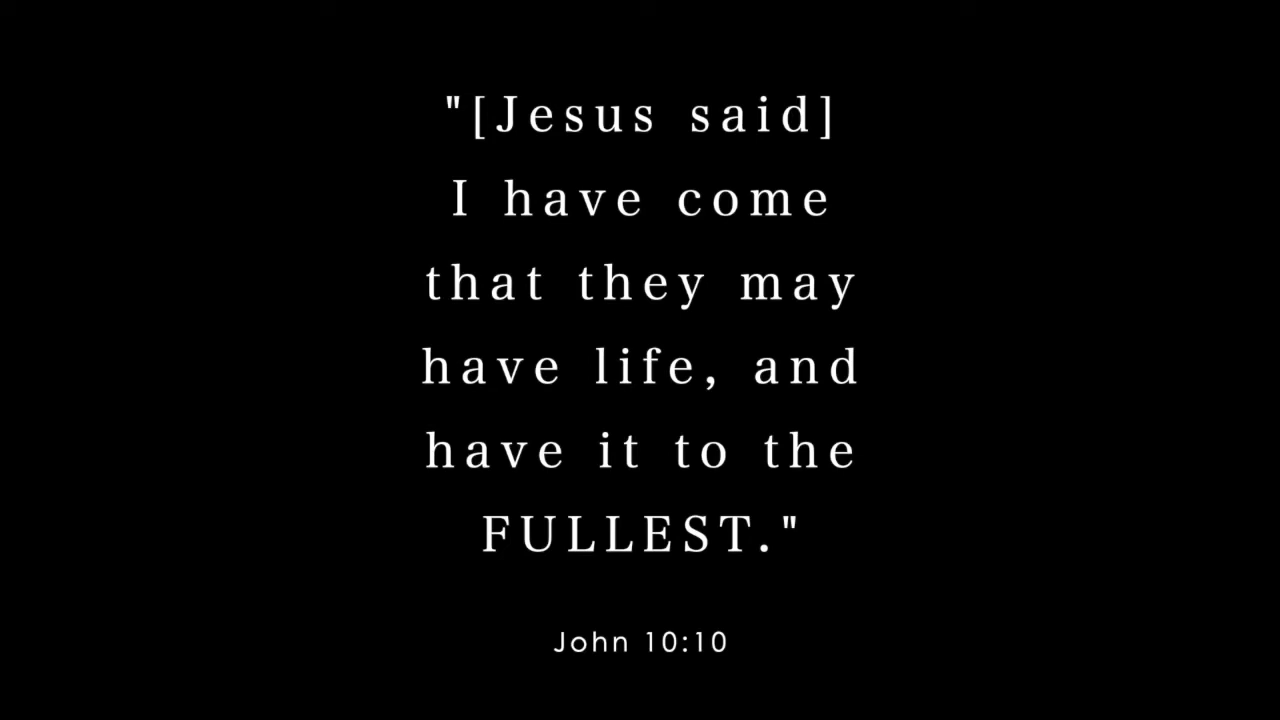 "[Jesus said]
I have come
that they may
have life, and
have it to the
FULLEST."
John 10:10